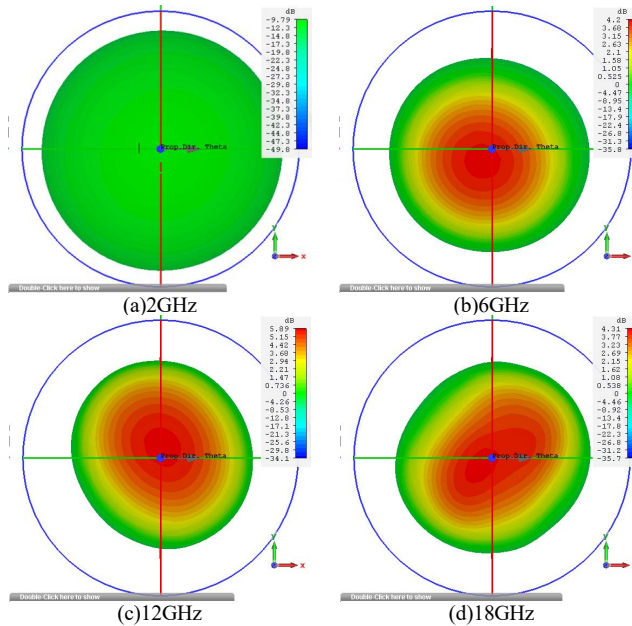 dB
-9.79
-12.3
-14.8
-17.3
-19.8
-22.3
-24.8
-27.3
-29.8
-32.3
-34.8
-37.3
-39.8
-42.3
-44.8
-47.3
-49.8
Prop.Dir. Theta
y
x
Double-Click here to show
(a)2GHz
dB
4.2
3.68
3.15
2.63
2.1
1.58
1.05
0.525
0
-4.47
-8.95
-13.4
-17.9
-22.4
-26.8
-31.3
-35.8
Prop.Dir. Theta
y
x
Double-Click here to show
(b)6GHz
dB
5.89
5.15
4.42
3.68
2.94
2.21
1.47
0.736
0
-4.26
-8.53
-12.8
-17.1
-21.3
-25.6
-29.8
-34.1
Prop.Dir. Theta
y
x
Double-Click here to show
(c)12GHz
dB
4.31
3.77
3.23
2.69
2.15
1.62
1.08
0.538
0
-4.46
-8.92
-13.4
-17.8
-22.3
-26.8
-31.2
-35.7
Prop.Dir. Theta
y
Double-Click here to show
(d)18GHz